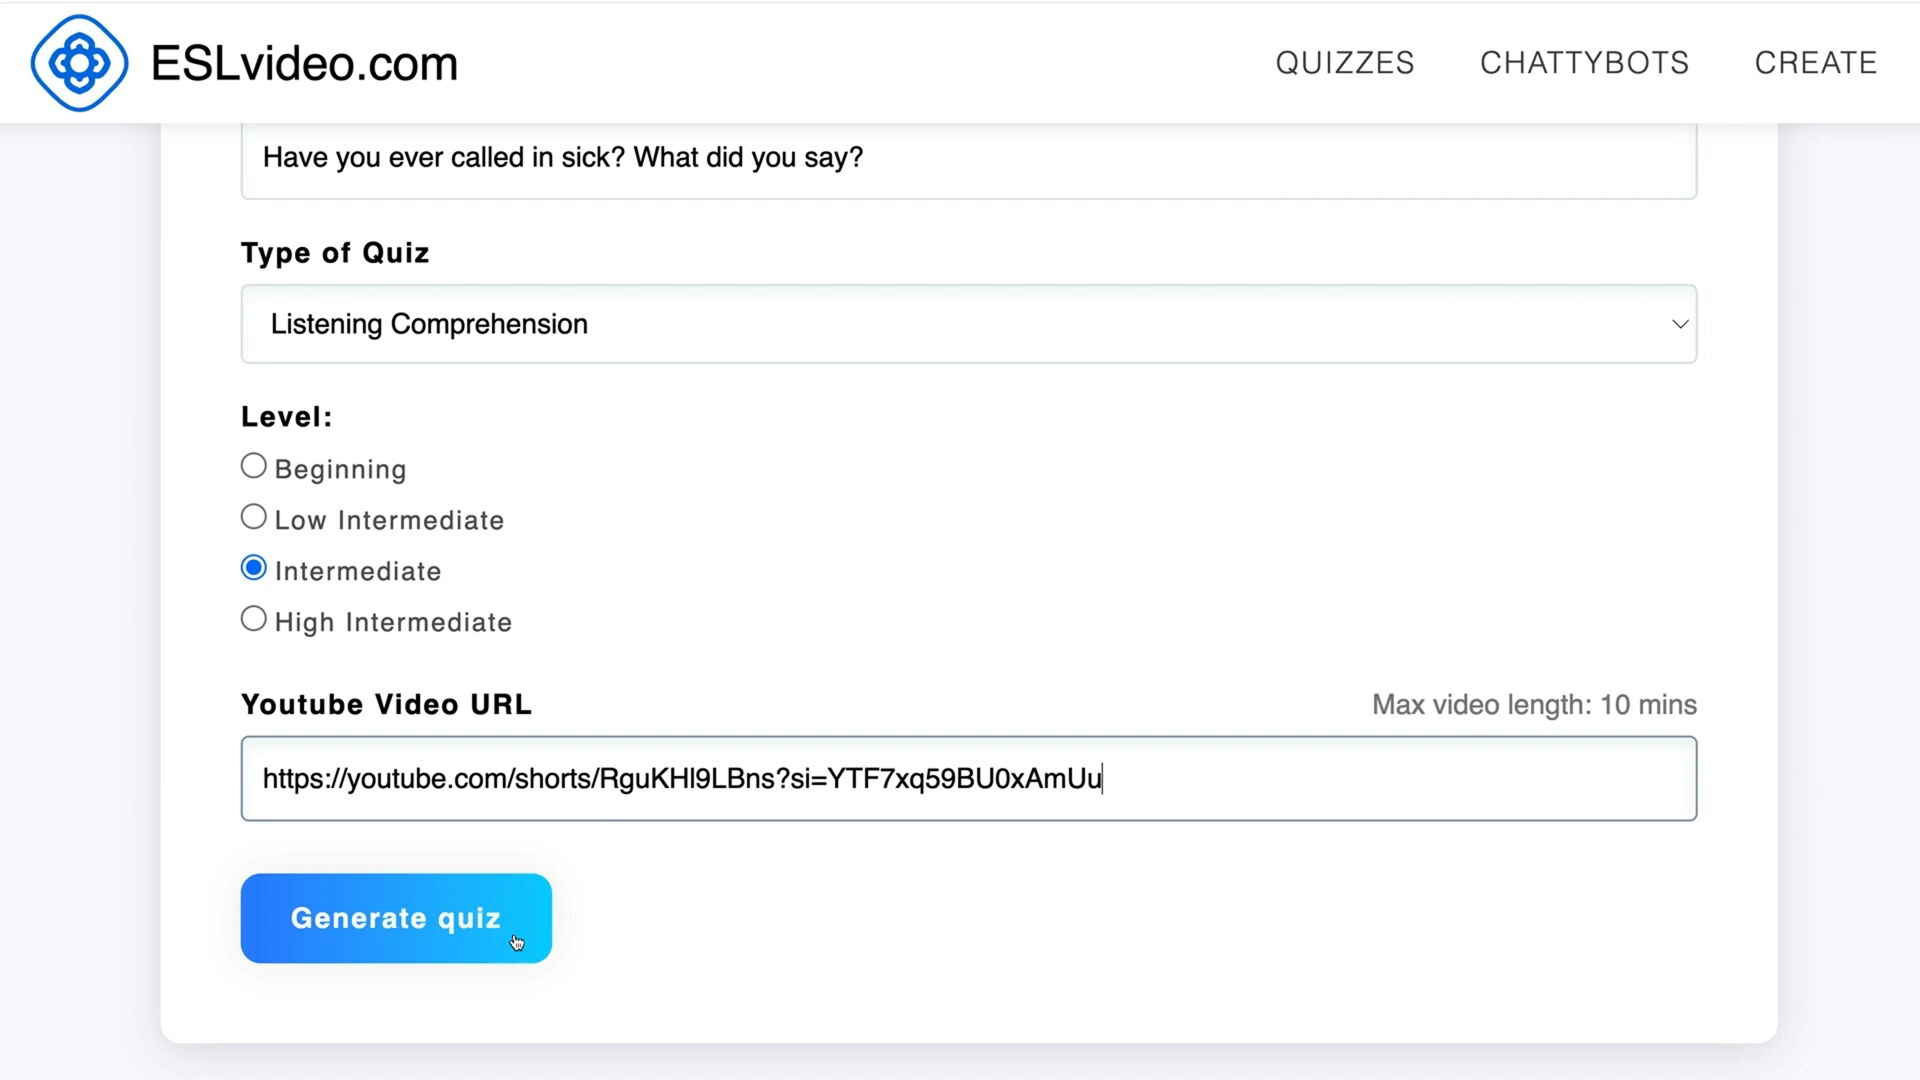 ESLvideo.com
QUIZZES
CHATTYBOTS
CREATE
Have you ever called in sick? What did you say?
Type of Quiz
Listening Comprehension
Level:
Beginning
Low Intermediate
Intermediate
High Intermediate
Youtube Video URL
Max video length: 10 mins
https://youtube.com/shorts/RguKHl9LBns?si=YTF7xq59BU0xAmUu
Generate quiz